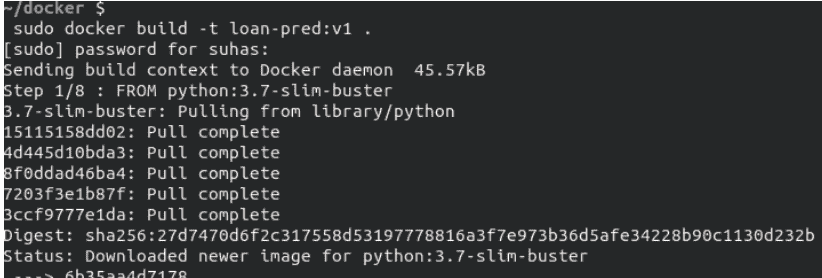 ~/docker $
sudo docker build -t loan-pred:v1 .
[sudo] password for suhas:
Sending build context to Docker daemon  45.57kB
Step 1/8 : FROM python:3.7-slim-buster
3.7-slim-buster: Pulling from library/python
15115158dd02: Pull complete
4d445d10bda3: Pull complete
8f0ddad46ba4: Pull complete
7203f3e1b87f: Pull complete
3ccf9777e1da: Pull complete
Digest: sha256:27d7470d6f2c317558d53197778816a3f7e973b36d5afe34228b90c1130d232b
Status: Downloaded newer image for python:3.7-slim-buster
---> 6b35aa4d7178